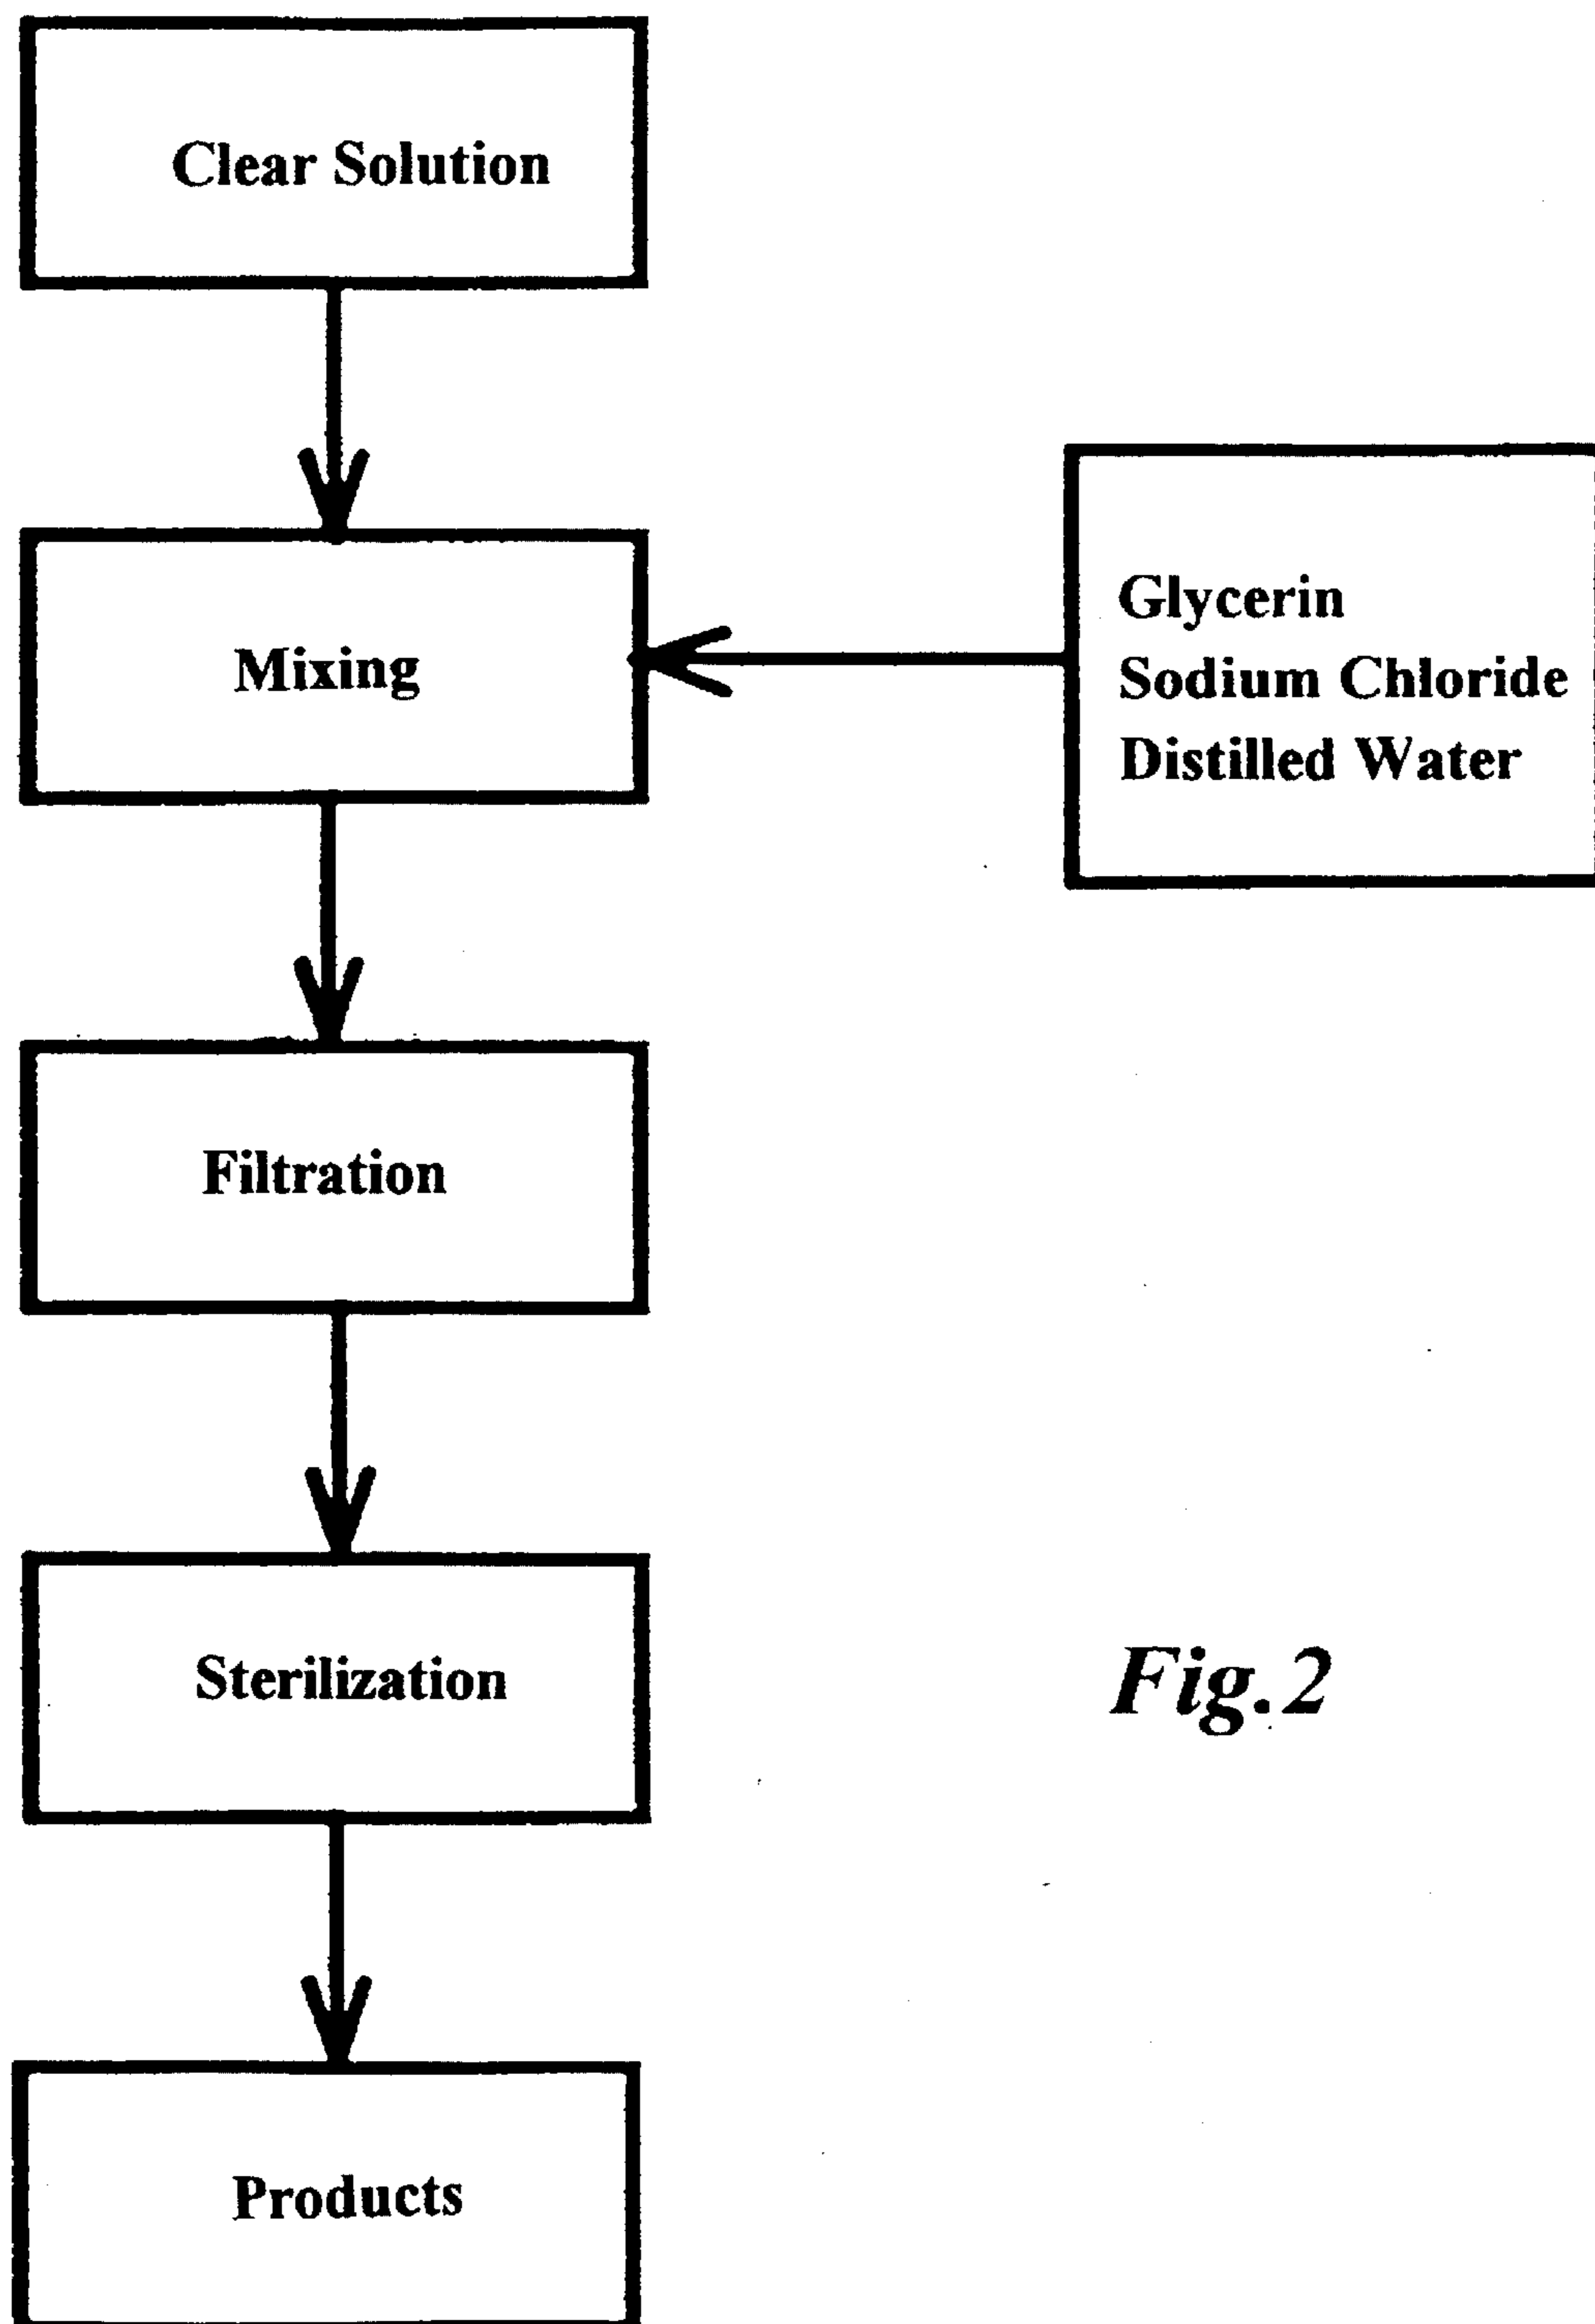 Clear Solution
Mixing
Glycerin
Sodium Chloride
Distilled Water
Filtration
Sterilization
Fig.2
Products